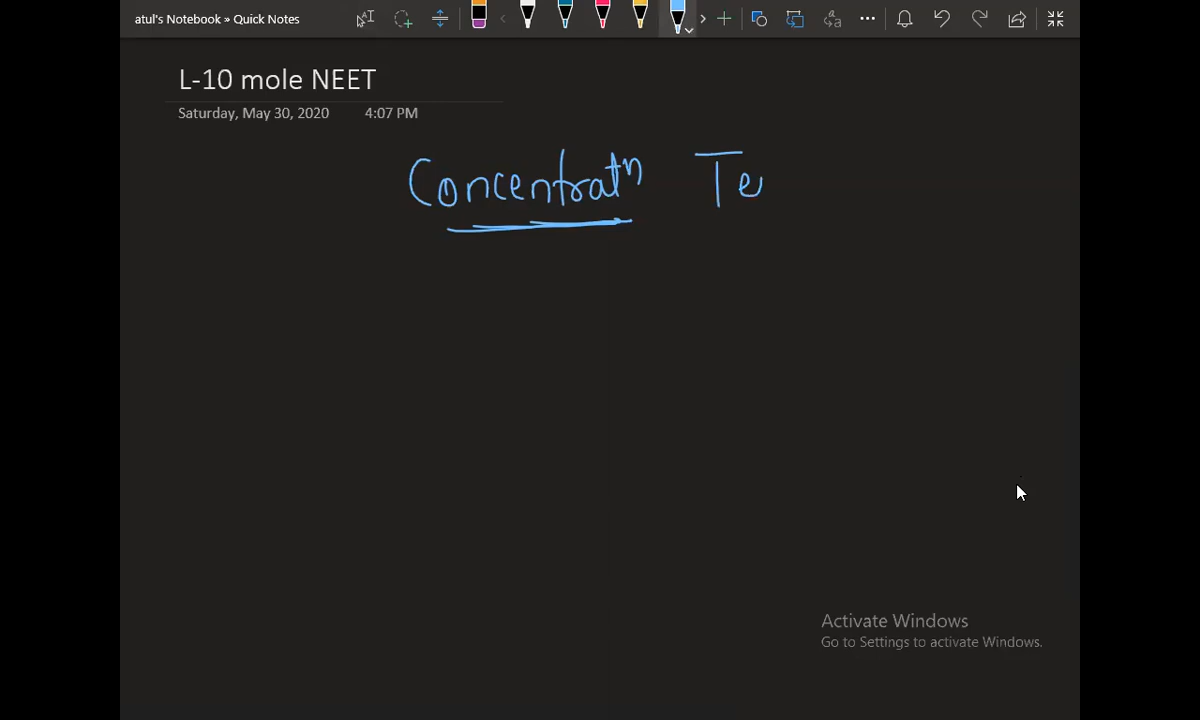 atul's Notebook » Quick Notes
L-10 mole NEET
Saturday, May 30, 2020 4:07 PM
Concentratⁿ Te
Activate Windows
Go to Settings to activate Windows.